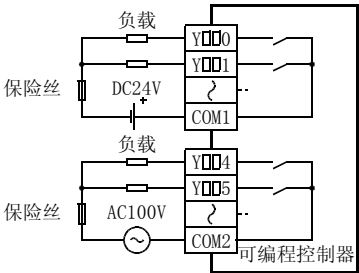 负载
Y□□0
Y□□1
保险丝
DC24V
+
COM1
负载
Y□□4
Y□□5
保险丝
AC100V
COM2
可编程控制器